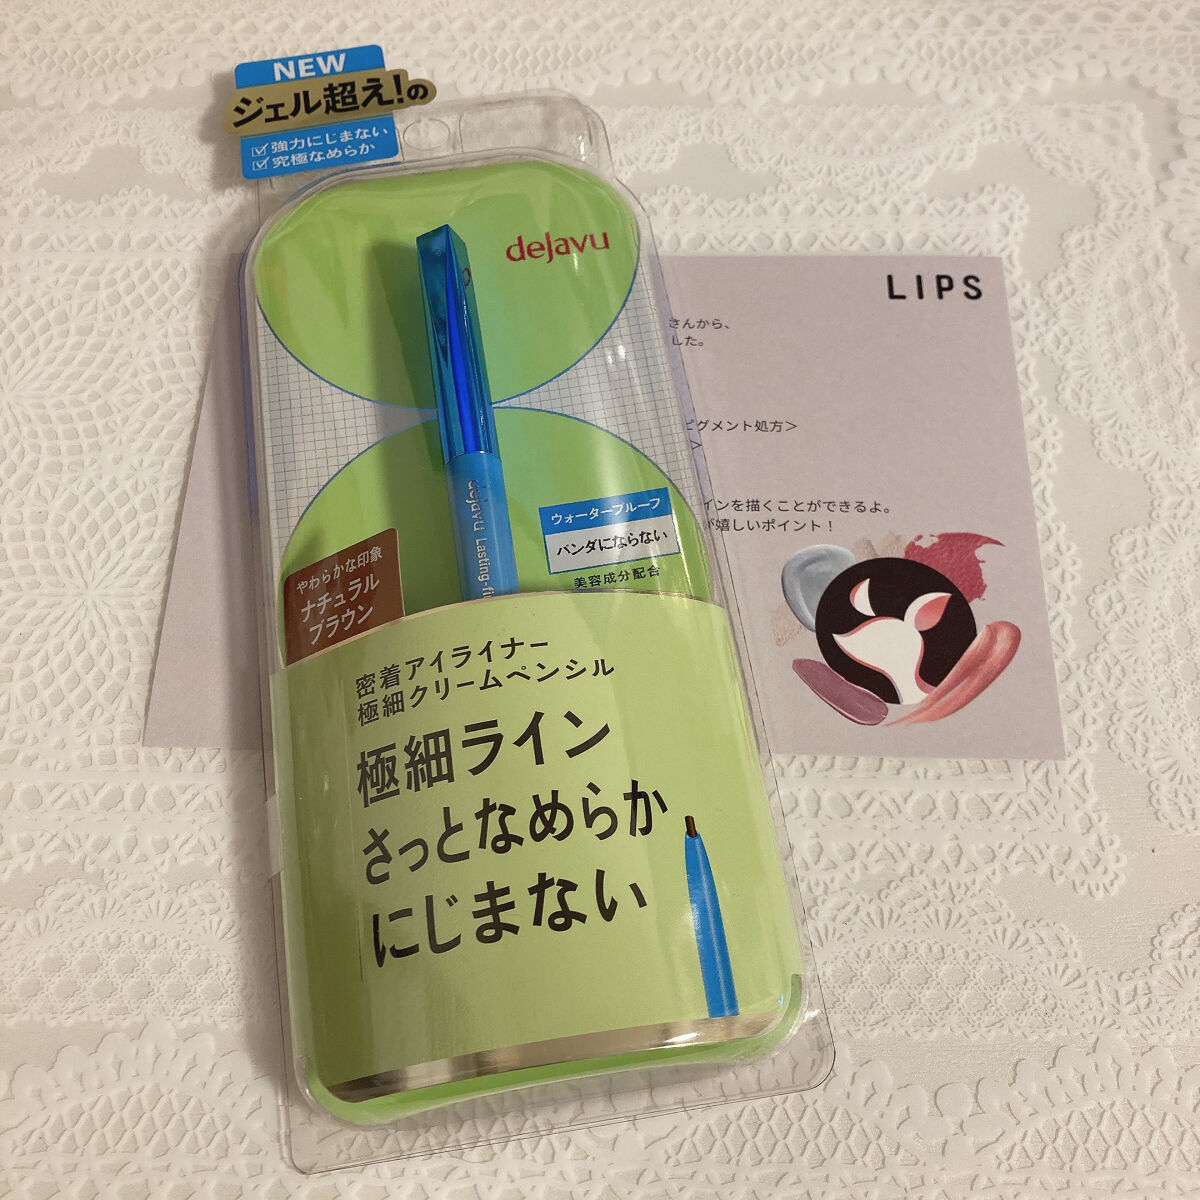 NEW
ジェル超え!の
☑強力にじまない
☑究極なめらか
dejavu
dejavu Lasting-fi
ウォータープルーフ
パンダにならない
美容成分配合
やわらかな印象
ナチュラル
ブラウン
密着アイライナー
極細クリームペンシル
極細ライン
さっとなめらか
にじまない
LIPS
さんから、
した。
ピグメント処方＞
＞
インを描くことができるよ。
が嬉しいポイント！